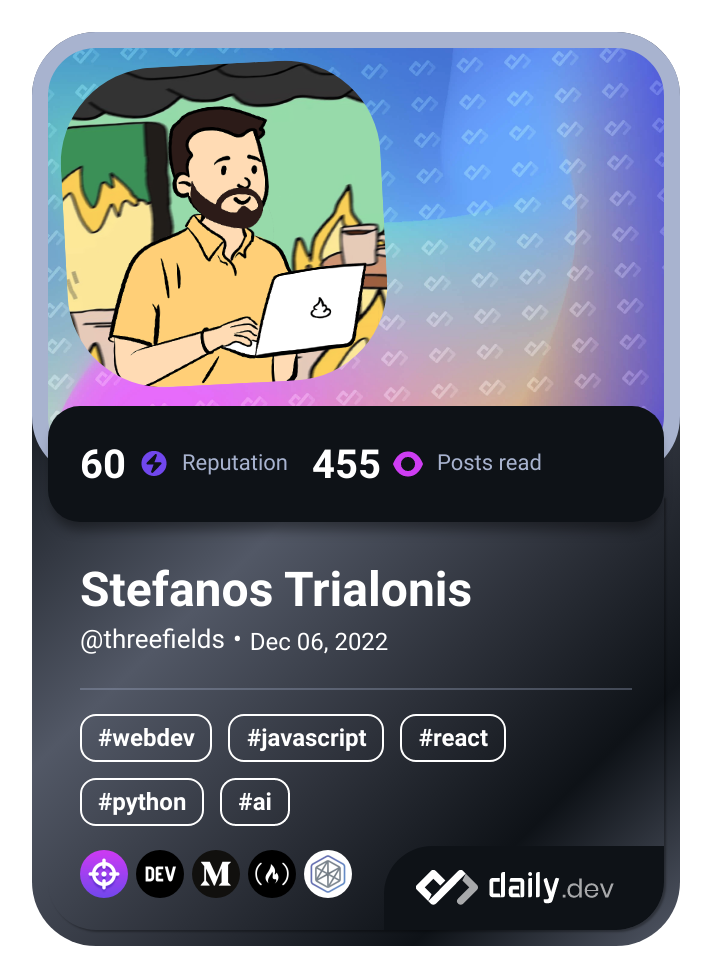 60 Reputation 455 Posts read
Stefanos Trialonis
@threefields • Dec 06, 2022
#webdev #javascript #react
#python #ai
DEV M
daily.dev